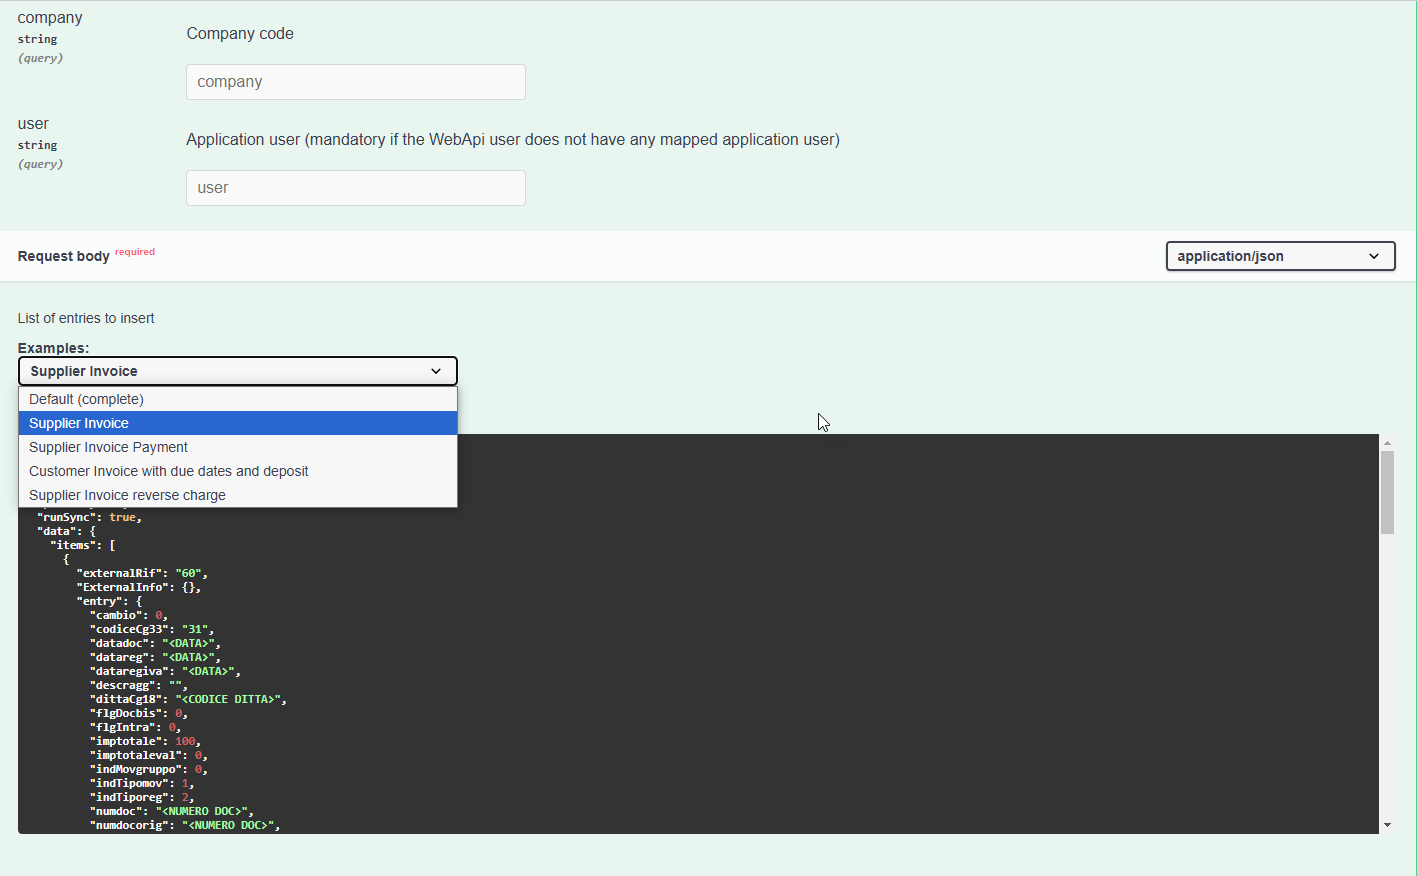 company
string
(query)
Company code
company
user
string
(query)
Application user (mandatory if the WebApi user does not have any mapped application user)
user
Request body required
application/json
List of entries to insert
Examples:
Supplier Invoice
Default (complete)
Supplier Invoice
Supplier Invoice Payment
Customer Invoice with due dates and deposit
Supplier Invoice reverse charge
"runSync": true,
"data": {
"items": [
{
"externalRif": "60",
"ExternalInfo": {},
"entry": {
"cambio": 0,
"codiceCg33": "31",
"datadoc": "<DATA>",
"datareg": "<DATA>",
"dataregiva": "<DATA>",
"descragg": "",
"dittaCg18": "<CODICE DITTA>",
"flgDocbis": 0,
"flgIntra": 0,
"imptotale": 100,
"imptotaleval": 0,
"indMovgruppo": 0,
"indTipomov": 1,
"indTiporeg": 2,
"numdoc": "<NUMERO DOC>",
"numdocorig": "<NUMERO DOC>",